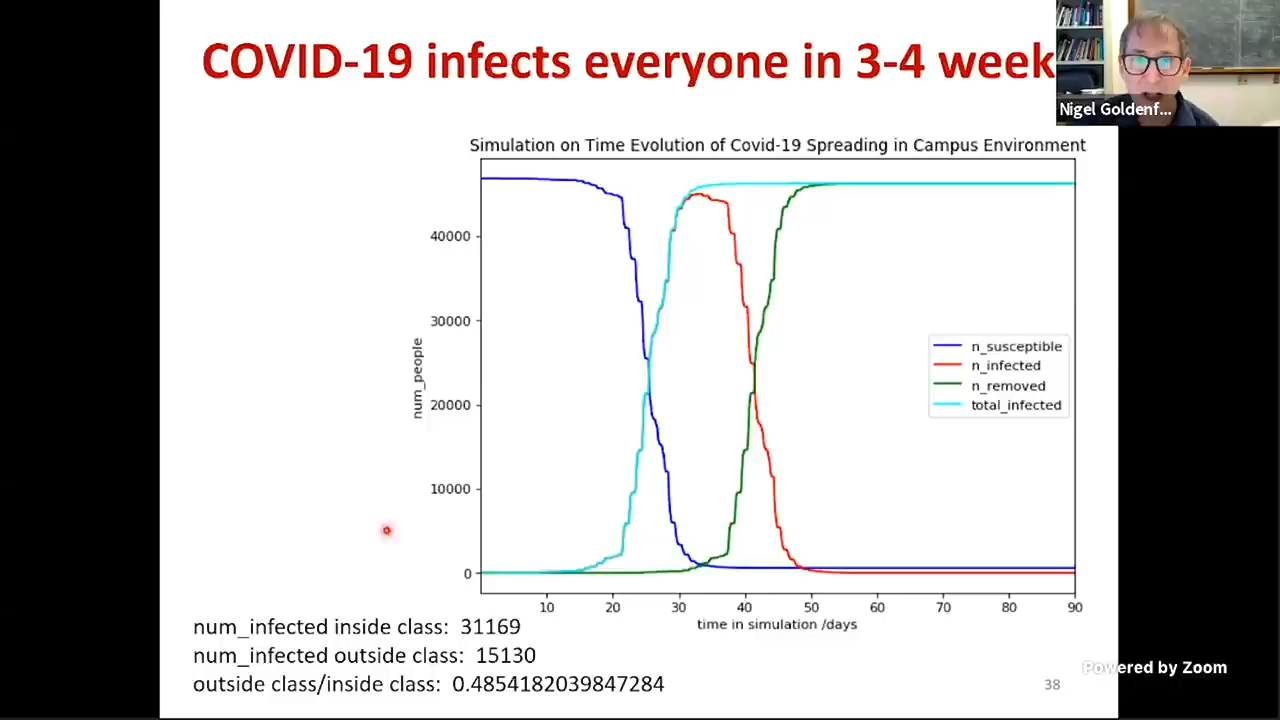 COVID-19 infects everyone in 3-4 week
Nigel Goldenf...
Simulation on Time Evolution of Covid-19 Spreading in Campus Environment
num_people
40000
30000
20000
10000
0
n_susceptible
n_infected
n_removed
total_infected
10 20 30 40 50 60 70 80 90
time in simulation /days
num_infected inside class: 31169
num_infected outside class: 15130
outside class/inside class: 0.4854182039847284
38
Powered by Zoom